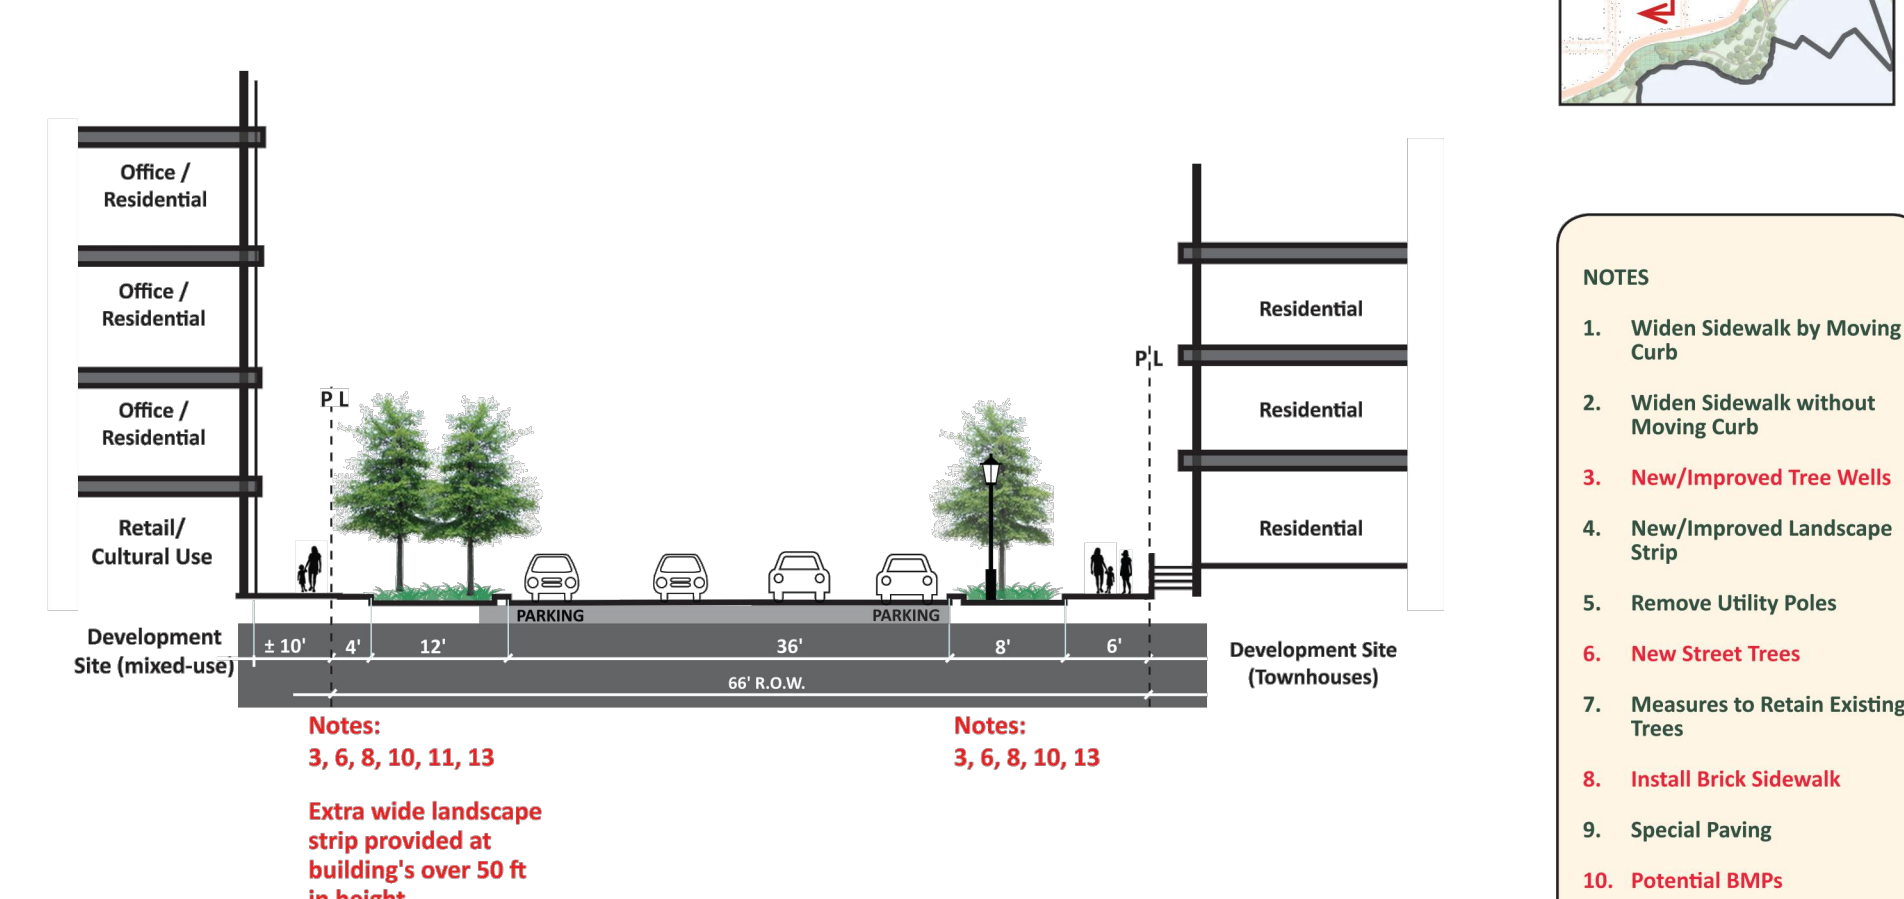 Office /
Residential
Office /
Residential
Office /
Residential
Retail/
Cultural Use
P L
P L
Residential
Residential
Residential
PARKING
PARKING
Development
Site (mixed-use)
± 10'
4'
12'
36'
8'
6'
66' R.O.W.
Development Site
(Townhouses)
Notes:
3, 6, 8, 10, 11, 13
Extra wide landscape
strip provided at
building's over 50 ft
in height
Notes:
3, 6, 8, 10, 13
NOTES
1. Widen Sidewalk by Moving
Curb
2. Widen Sidewalk without
Moving Curb
3. New/Improved Tree Wells
4. New/Improved Landscape
Strip
5. Remove Utility Poles
6. New Street Trees
7. Measures to Retain Existing
Trees
8. Install Brick Sidewalk
9. Special Paving
10. Potential BMPs